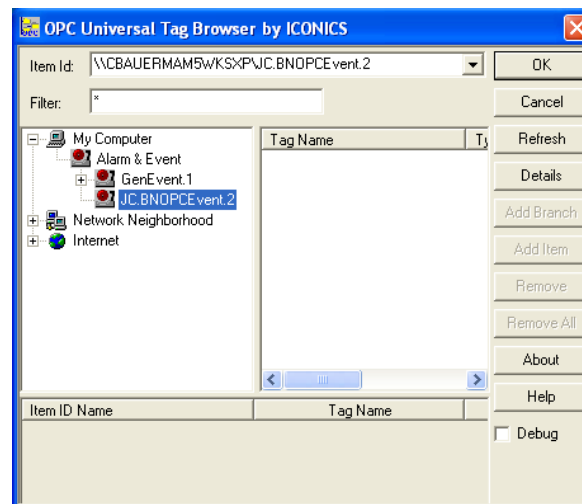 OPC Universal Tag Browser by ICONICS
Item Id: \\CBAUERMAM5WKSXP\JC.BNOPCEvent.2
OK
Filter: *
Cancel
My Computer
Alarm & Event
GenEvent.1
JC.BNOPCEvent.2
Network Neighborhood
Internet
Tag Name Ty
Refresh
Details
Add Branch
Add Item
Remove
Remove All
About
Help
Debug
Item ID Name Tag Name